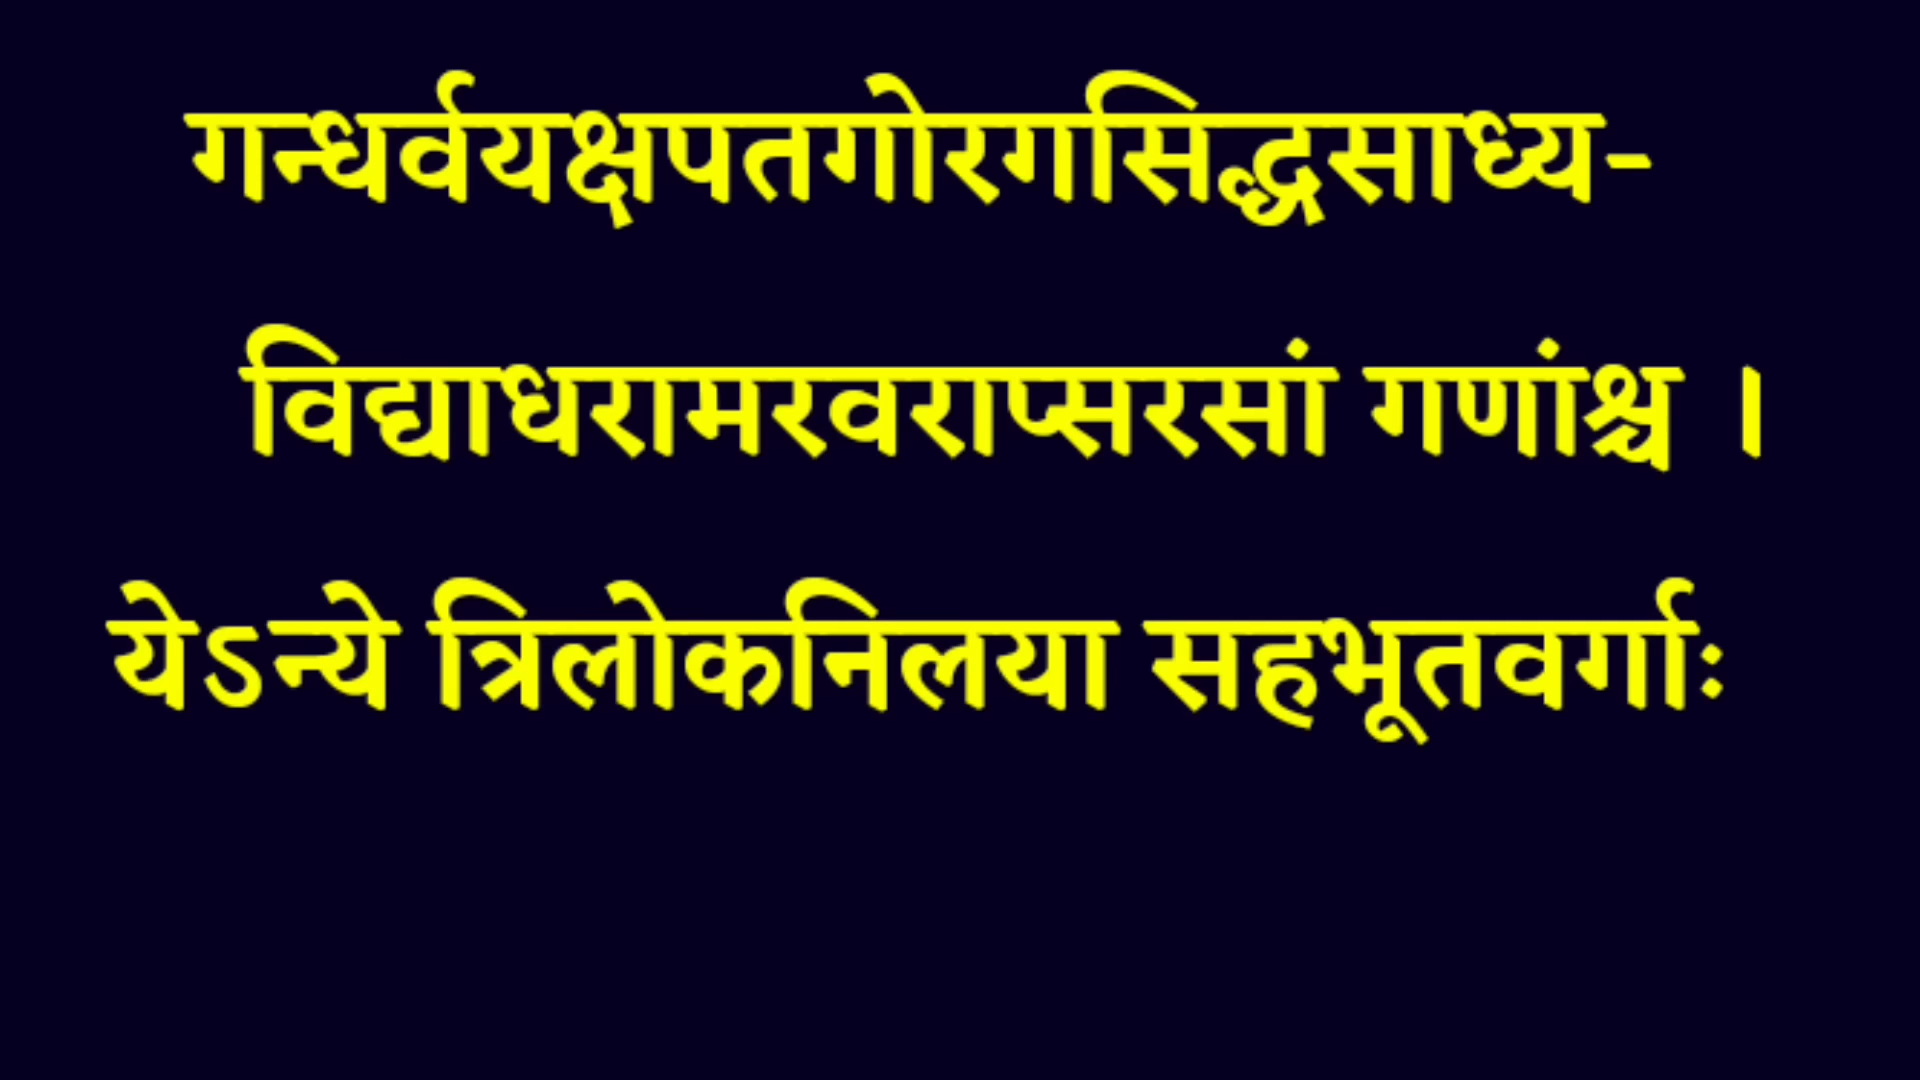 गन्धर्वयक्षपतगोरगसिद्धसाध्य-
विद्याधरामरवराप्सरसां गणांश्च ।
येऽन्ये त्रिलोकनिलया सहभूतवर्गाः